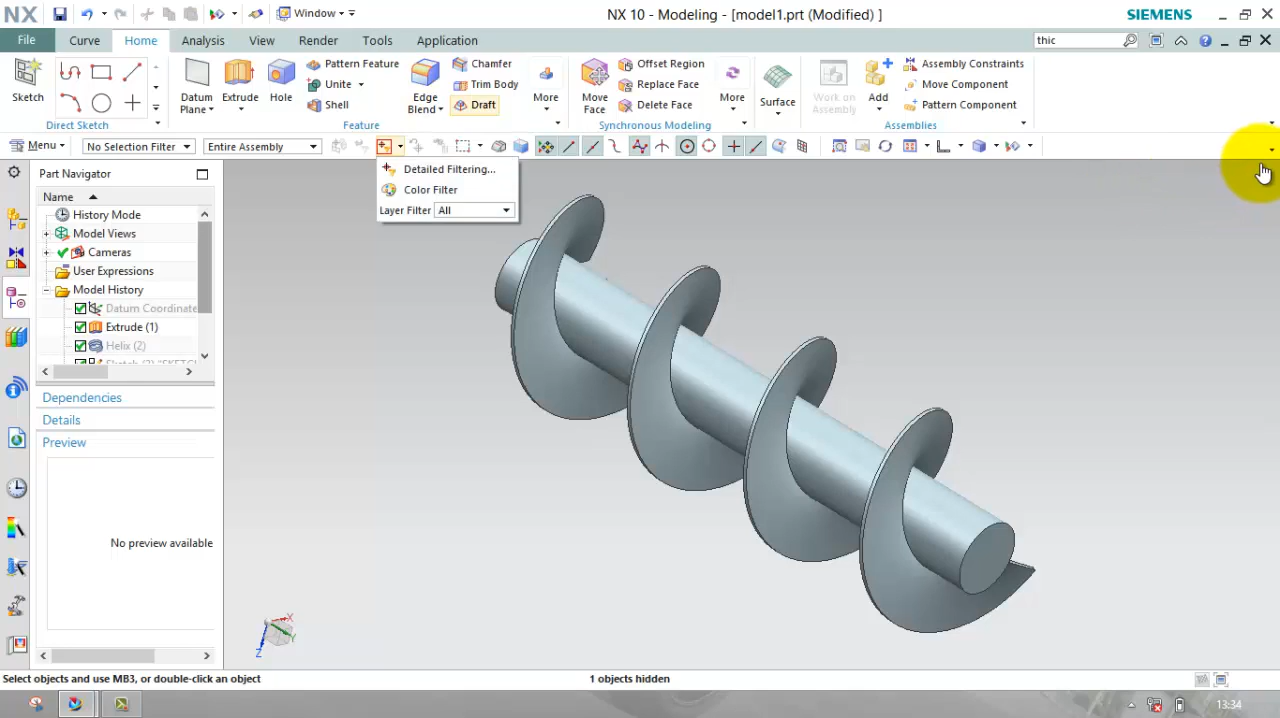 NX
Window
NX 10 - Modeling - [model1.prt (Modified) ]
SIEMENS
File
Curve
Home
Analysis
View
Render
Tools
Application
thic
Sketch
Direct Sketch
Datum
Plane
Extrude
Hole
Pattern Feature
Unite
Shell
Edge
Blend
Chamfer
Trim Body
Draft
More
Feature
Move
Face
Offset Region
Replace Face
Delete Face
More
Synchronous Modeling
Surface
Work on
Assembly
Add
Assembly Constraints
Move Component
Pattern Component
Assemblies
Menu
No Selection Filter
Entire Assembly
Detailed Filtering...
Color Filter
Layer Filter All
Part Navigator
Name
History Mode
Model Views
Cameras
User Expressions
Model History
Datum Coordinate
Extrude (1)
Helix (2)
Dependencies
Details
Preview
No preview available
X
Y
Z
Select objects and use MB3, or double-click an object
1 objects hidden
13:34